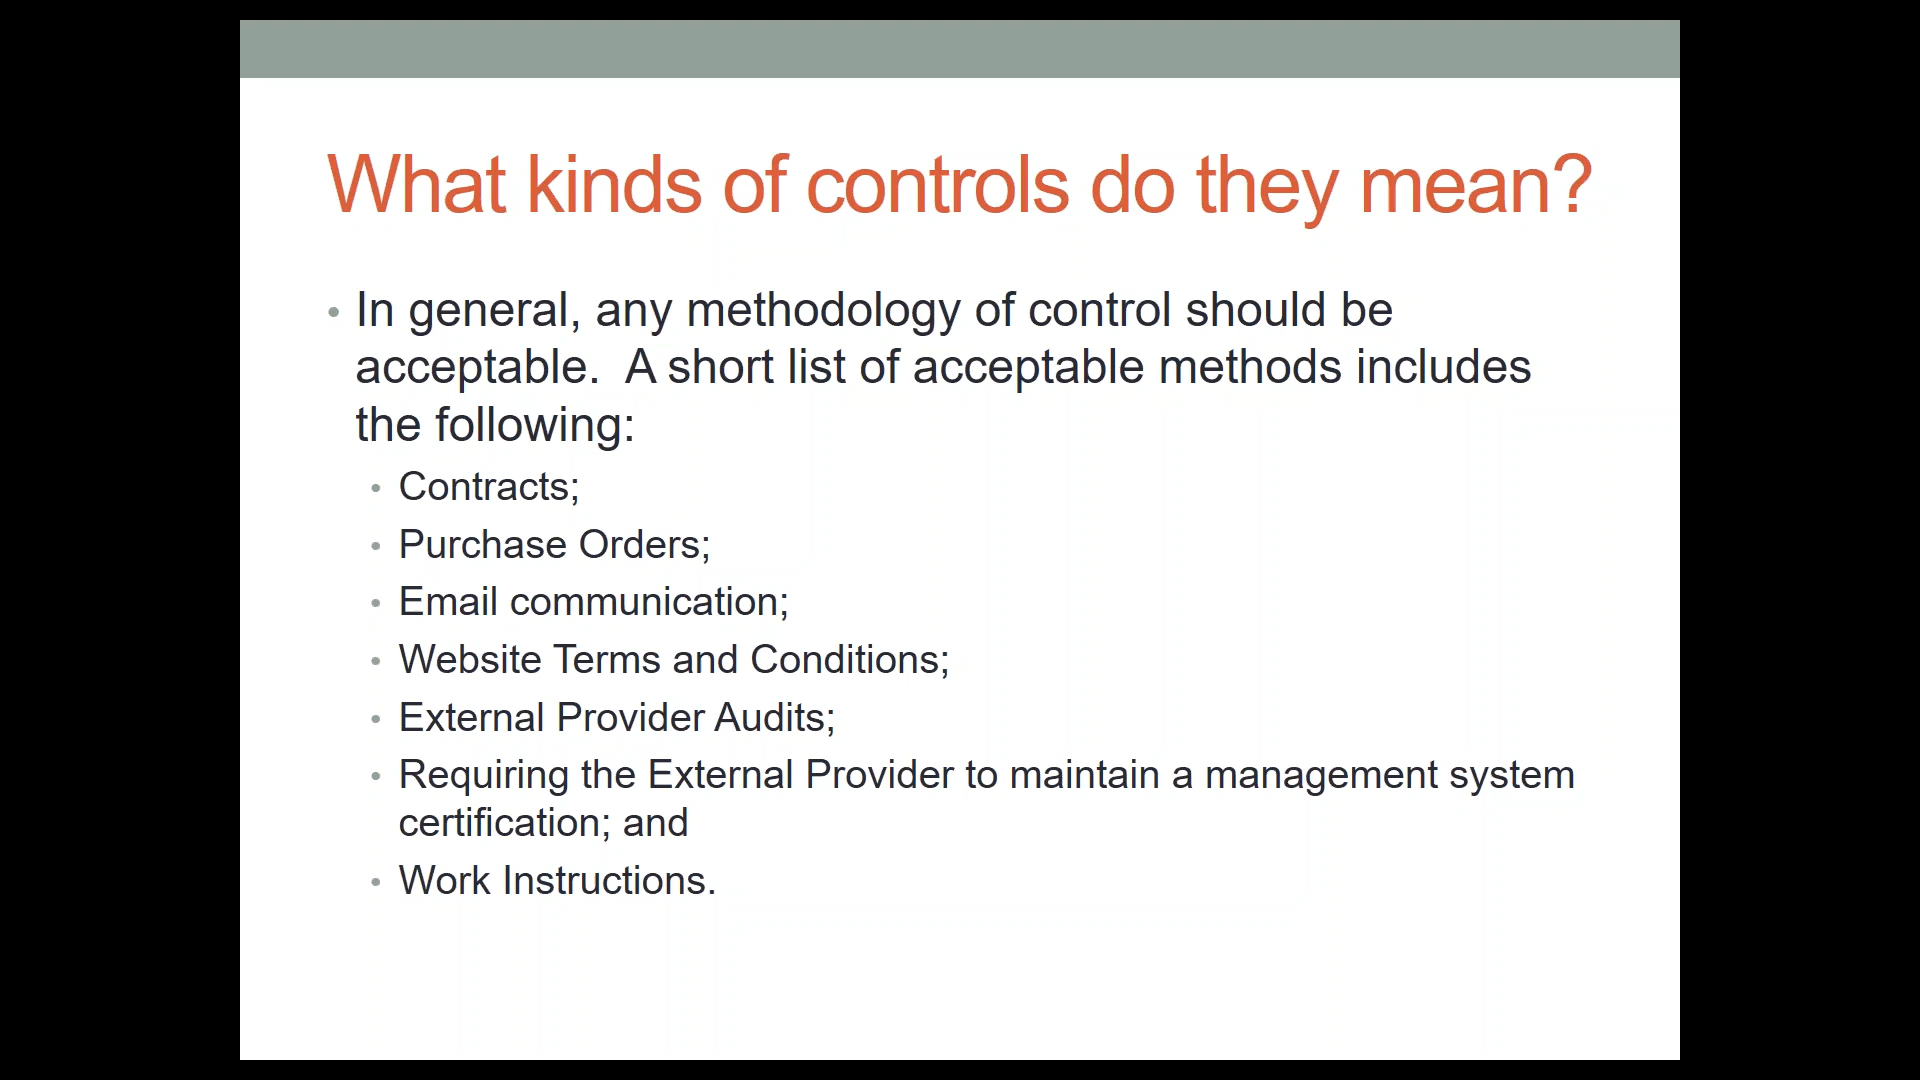 What kinds of controls do they mean?
• In general, any methodology of control should be
acceptable.  A short list of acceptable methods includes
the following:
• Contracts;
• Purchase Orders;
• Email communication;
• Website Terms and Conditions;
• External Provider Audits;
• Requiring the External Provider to maintain a management system
certification; and
• Work Instructions.